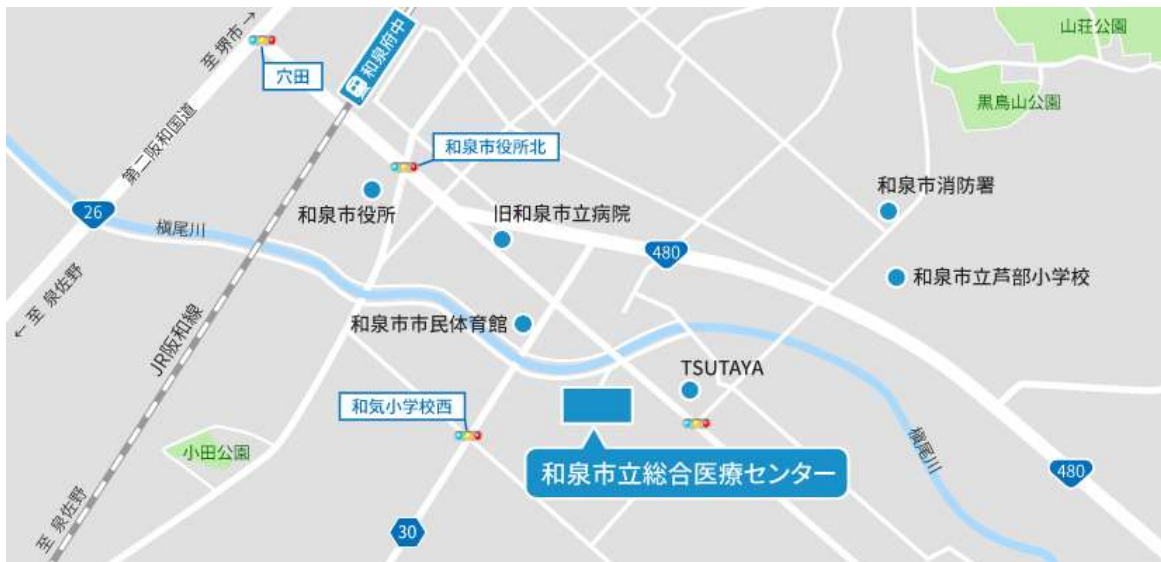 至 堺市 →
穴田
和泉府中
山荘公園
黒鳥山公園
第二阪和国道
和泉市役所北
和泉市消防署
和泉市役所
旧和泉市立病院
26
槇尾川
480
和泉市立芦部小学校
← 至 泉佐野
JR阪和線
和泉市市民体育館
TSUTAYA
和気小学校西
小田公園
槇尾川
和泉市立総合医療センター
480
至 泉佐野
30